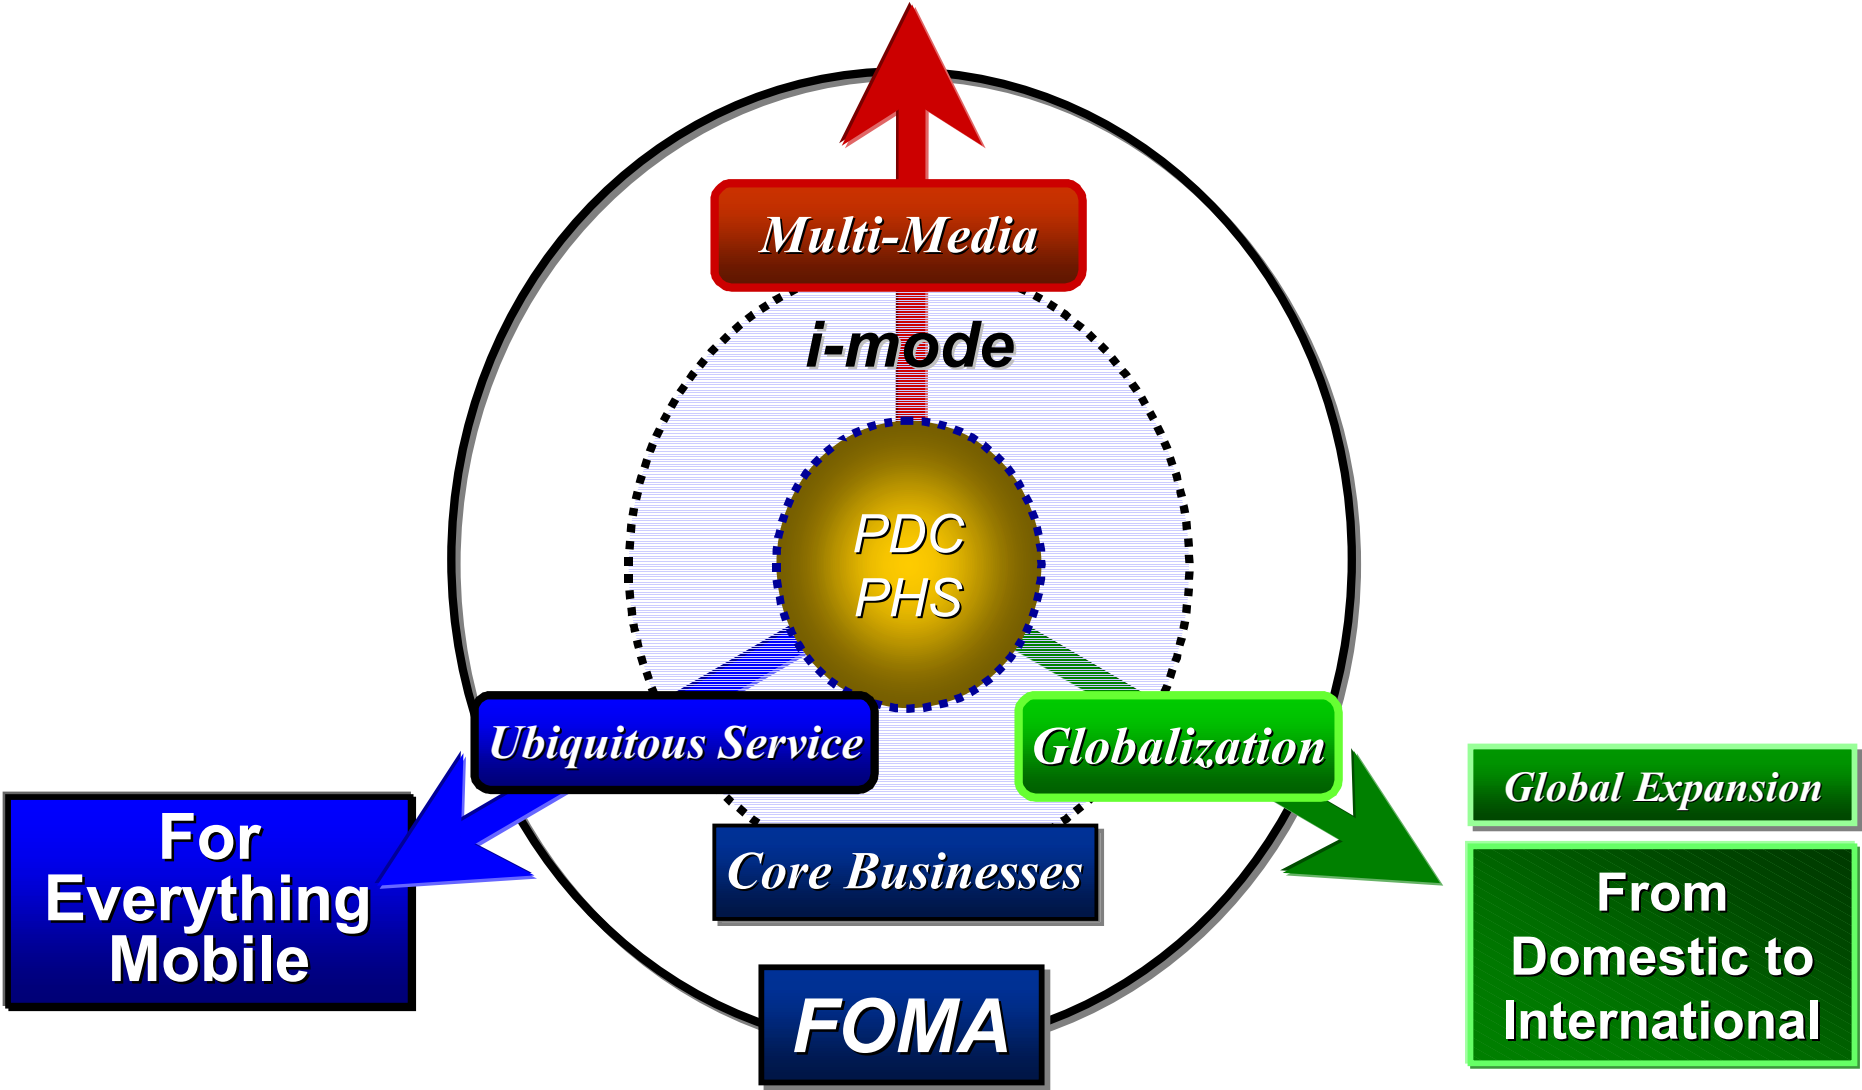 Multi-Media
i-mode
PDC
PHS
Ubiquitous Service
Globalization
Core Businesses
FOMA
For
Everything
Mobile
Global Expansion
From
Domestic to
International